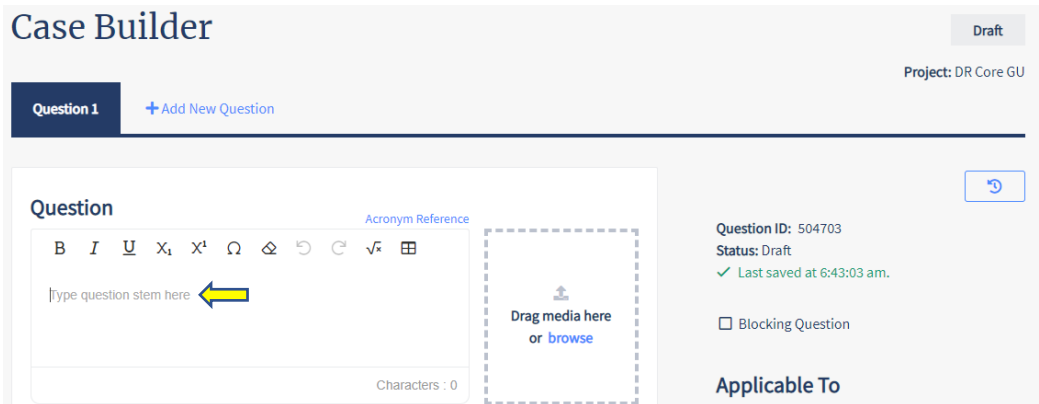 Case Builder
Draft
Project: DR Core GU
Question 1
+ Add New Question
Question
Acronym Reference
B I U X₁ X¹ Ω √x
Type question stem here
Characters : 0
Drag media here
or browse
Question ID: 504703
Status: Draft
✓ Last saved at 6:43:03 am.
Blocking Question
Applicable To